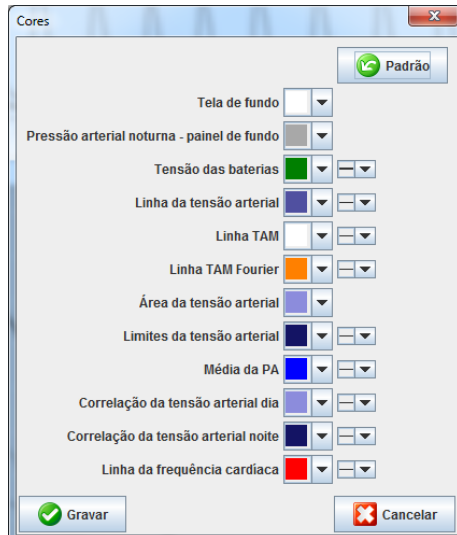 Cores
Padrão
Tela de fundo
Pressão arterial noturna - painel de fundo
Tensão das baterias
Linha da tensão arterial
Linha TAM
Linha TAM Fourier
Área da tensão arterial
Limites da tensão arterial
Média da PA
Correlação da tensão arterial dia
Correlação da tensão arterial noite
Linha da frequência cardìaca
Gravar
Cancelar